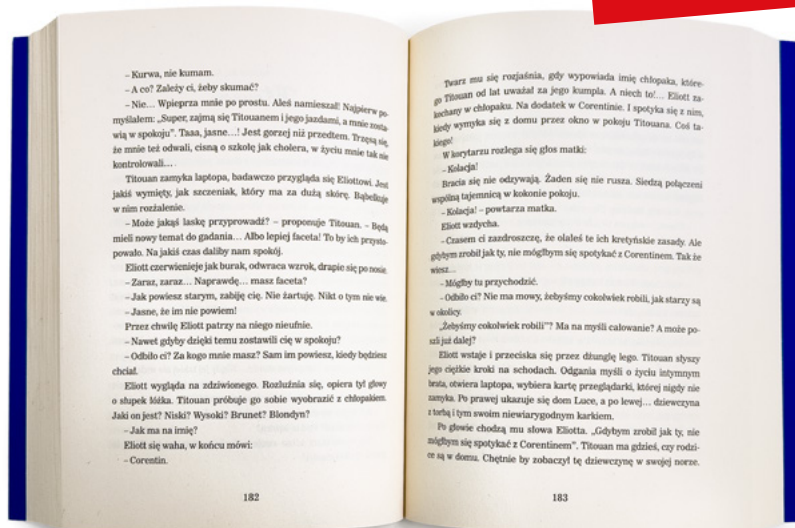 – Kurwa, nie kumam.
– A co? Zależy ci, żeby skumać?
– Nie… Wpieprza mnie po prostu. Aleś namieszał! Najpierw po-
myślałem: „Super, zajmą się Titouanem i jego jazdami, a mnie zosta-
wią w spokoju”. Taaa, jasne…! Jest gorzej niż przedtem. Trzęsą się,
że mnie też odwali, cisną o szkołę jak cholera, w życiu mnie tak nie
kontrolowali…
Titouan zamyka laptopa, badawczo przygląda się Eliottowi. Jest
jakiś wymięty, jak szczeniak, który ma za dużą skórę. Bąbelkuje
w nim rozżalenie.
– Może jakąś laskę przyprowadź? – proponuje Titouan. – Będą
mieli nowy temat do gadania… Albo lepiej faceta! To by ich przysto-
powało. Na jakiś czas daliby nam spokój.
Eliott czerwienieje jak burak, odwraca wzrok, drapie się po nosie.
– Zaraz, zaraz… Naprawdę… masz faceta?
– Jak powiesz starym, zabiję cię. Nie żartuję. Nikt o tym nie wie.
– Jasne, że im nie powiem!
Przez chwilę Eliott patrzy na niego nieufnie.
– Nawet gdyby dzięki temu zostawili cię w spokoju?
– Odbiło ci? Za kogo mnie masz? Sam im powiesz, kiedy będziesz
chciał.
Eliott wygląda na zdziwionego. Rozluźnia się, opiera tył głowy
o słupek łóżka. Titouan próbuje go sobie wyobrazić z chłopakiem.
Jaki on jest? Niski? Wysoki? Brunet? Blondyn?
– Jak ma na imię?
Eliott się waha, w końcu mówi:
– Corentin.
182
Twarz mu się rozjaśnia, gdy wypowiada imię chłopaka, które-
go Titouan od lat uważał za jego kumpla. A niech to!… Eliott za-
kochany w chłopaku. Na dodatek w Corentinie. I spotyka się z nim,
kiedy wymyka się z domu przez okno w pokoju Titouana. Coś ta-
kiego!
W korytarzu rozlega się głos matki:
– Kolacja!
Bracia się nie odzywają. Żaden się nie rusza. Siedzą połączeni
wspólną tajemnicą w kokonie pokoju.
– Kolacja! – powtarza matka.
Eliott wzdycha.
– Czasem ci zazdroszczę, że olałeś te ich kretyńskie zasady. Ale
gdybym zrobił jak ty, nie mógłbym się spotykać z Corentinem. Tak że
wiesz…
– Mógłby tu przychodzić.
– Odbiło ci? Nie ma mowy, żebyśmy cokolwiek robili, jak starzy są
w okolicy.
„Żebyśmy cokolwiek robili”? Ma na myśli całowanie? A może po-
szli już dalej?
Eliott wstaje i przeciska się przez dżunglę lego. Titouan słyszy
jego ciężkie kroki na schodach. Odgania myśli o życiu intymnym
brata, otwiera laptopa, wybiera kartę przeglądarki, której nigdy nie
zamyka. Po prawej ukazuje się dom Luce, a po lewej… dziewczyna
z torbą i tym swoim niewiarygodnym karkiem.
Po głowie chodzą mu słowa Eliotta. „Gdybym zrobił jak ty, nie
mógłbym się spotykać z Corentinem”. Titouan ma gdzieś, czy rodzi-
ce są w domu. Chętnie by zobaczył tę dziewczynę w swojej norze.
183